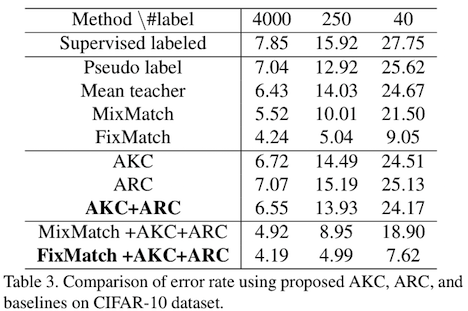 Method \#label 4000 250 40
Supervised labeled 7.85 15.92 27.75
Pseudo label 7.04 12.92 25.62
Mean teacher 6.43 14.03 24.67
MixMatch 5.52 10.01 21.50
FixMatch 4.24 5.04 9.05
AKC 6.72 14.49 24.51
ARC 7.07 15.19 25.13
AKC+ARC 6.55 13.93 24.17
MixMatch +AKC+ARC 4.92 8.95 18.90
FixMatch +AKC+ARC 4.19 4.99 7.62
Table 3. Comparison of error rate using proposed AKC, ARC, and
baselines on CIFAR-10 dataset.